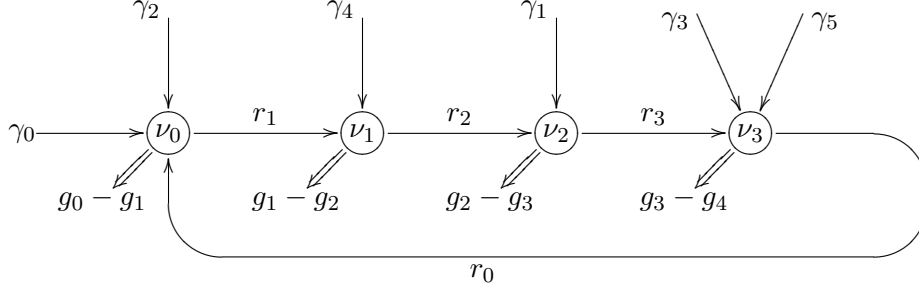 γ₂ γ₄ γ₁ γ₃ γ₅
γ₀ ν₀ r₁ ν₁ r₂ ν₂ r₃ ν₃
g₀ − g₁ g₁ − g₂ g₂ − g₃ g₃ − g₄
r₀